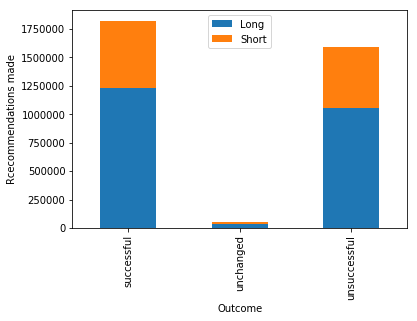 Long
Short
1750000
1500000
1250000
1000000
750000
500000
250000
0
Rcecommendations made
successful
unchanged
unsuccessful
Outcome